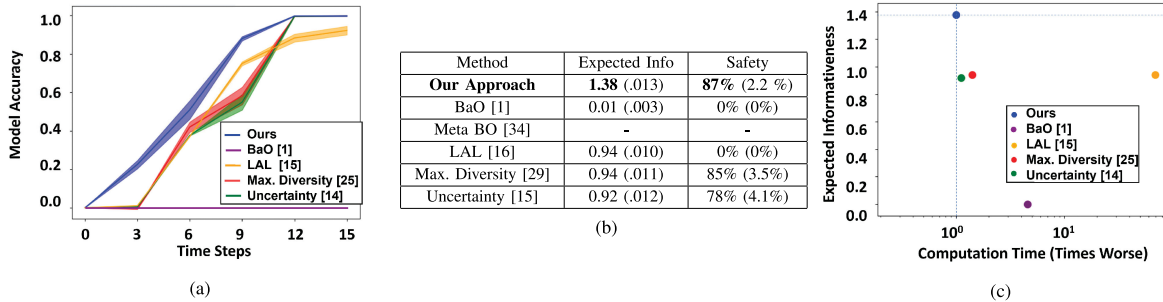 1.0
0.8
0.6
0.4
0.2
0.0
Model Accuracy
0 3 6 9 12 15
Time Steps
Ours
BaO [1]
LAL [15]
Max. Diversity [25]
Uncertainty [14]
(a)
Method Expected Info Safety
Our Approach 1.38 (.013) 87% (2.2 %)
BaO [1] 0.01 (.003) 0% (0%)
Meta BO [34] - -
LAL [16] 0.94 (.010) 0% (0%)
Max. Diversity [29] 0.94 (.011) 85% (3.5%)
Uncertainty [15] 0.92 (.012) 78% (4.1%)
(b)
1.4
1.2
1.0
0.8
0.6
0.4
0.2
0.0
Expected Informativeness
Ours
BaO [1]
LAL [15]
Max. Diversity [25]
Uncertainty [14]
10⁰ 10¹
Computation Time (Times Worse)
(c)